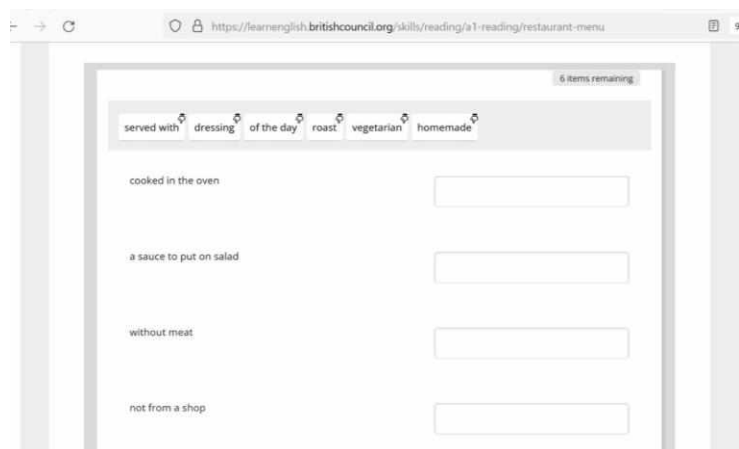 https://learnenglish.britishcouncil.org/skills/reading/a1-reading/restaurant-menu
6 items remaining
served with dressing of the day roast vegetarian homemade
cooked in the oven
a sauce to put on salad
without meat
not from a shop